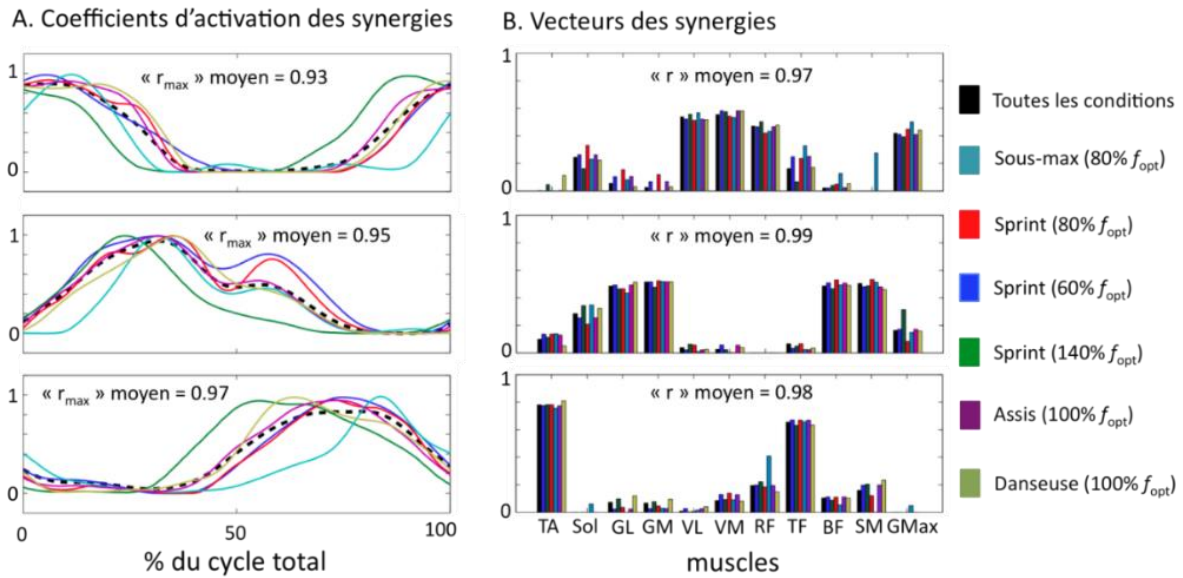 A. Coefficients d’activation des synergies
1
« rmax » moyen = 0.93
0
1
« rmax » moyen = 0.95
0
« rmax » moyen = 0.97
1
0
0 50 100
% du cycle total
B. Vecteurs des synergies
1
« r » moyen = 0.97
0
1
« r » moyen = 0.99
0
1
« r » moyen = 0.98
0
TA Sol GL GM VL VM RF TF BF SM GMax
muscles
Toutes les conditions
Sous-max (80% fopt)
Sprint (80% fopt)
Sprint (60% fopt)
Sprint (140% fopt)
Assis (100% fopt)
Danseuse (100% fopt)